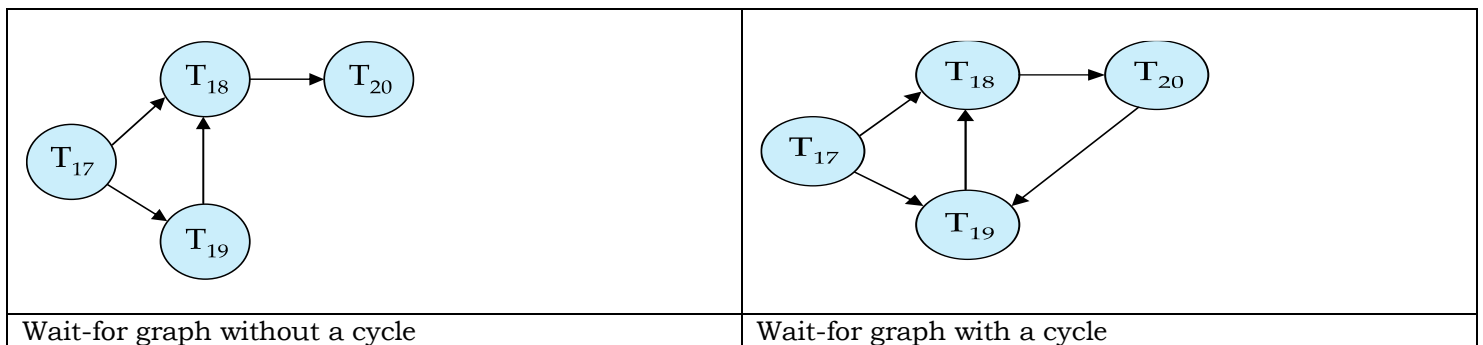 T18 T20
T17
T19
T18 T20
T17
T19
Wait-for graph without a cycle
Wait-for graph with a cycle